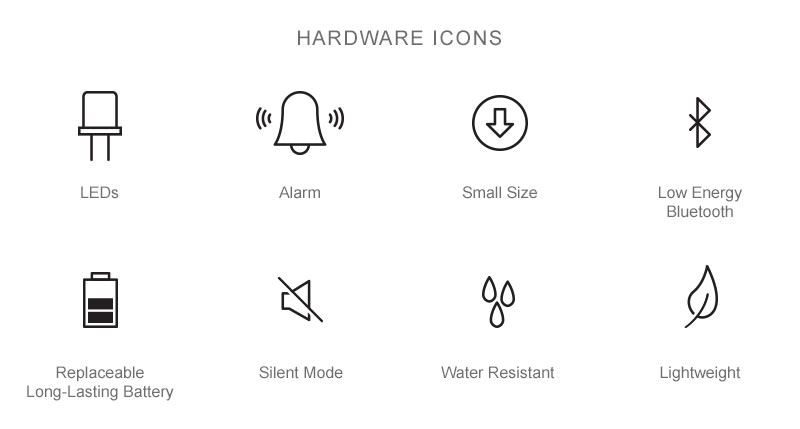 HARDWARE ICONS
LEDs
Alarm
Small Size
Low Energy
Bluetooth
Replaceable
Long-Lasting Battery
Silent Mode
Water Resistant
Lightweight